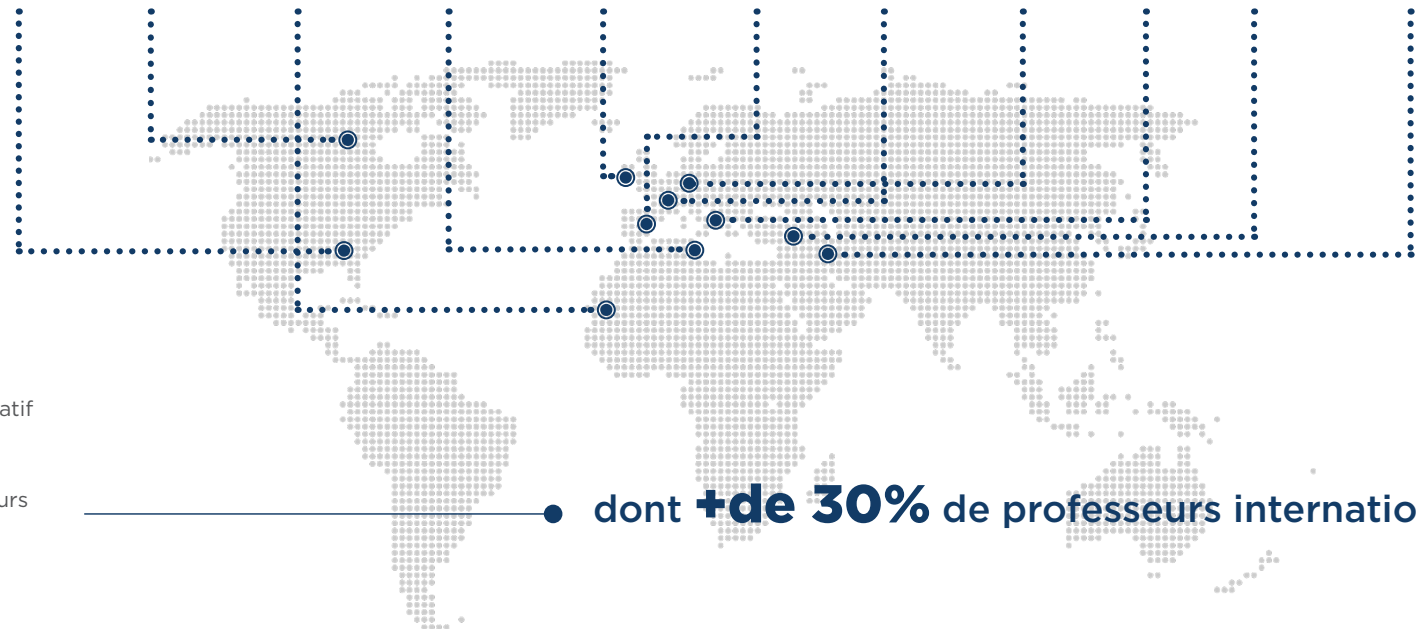 atif
urs
dont +de 30% de professeurs internatio